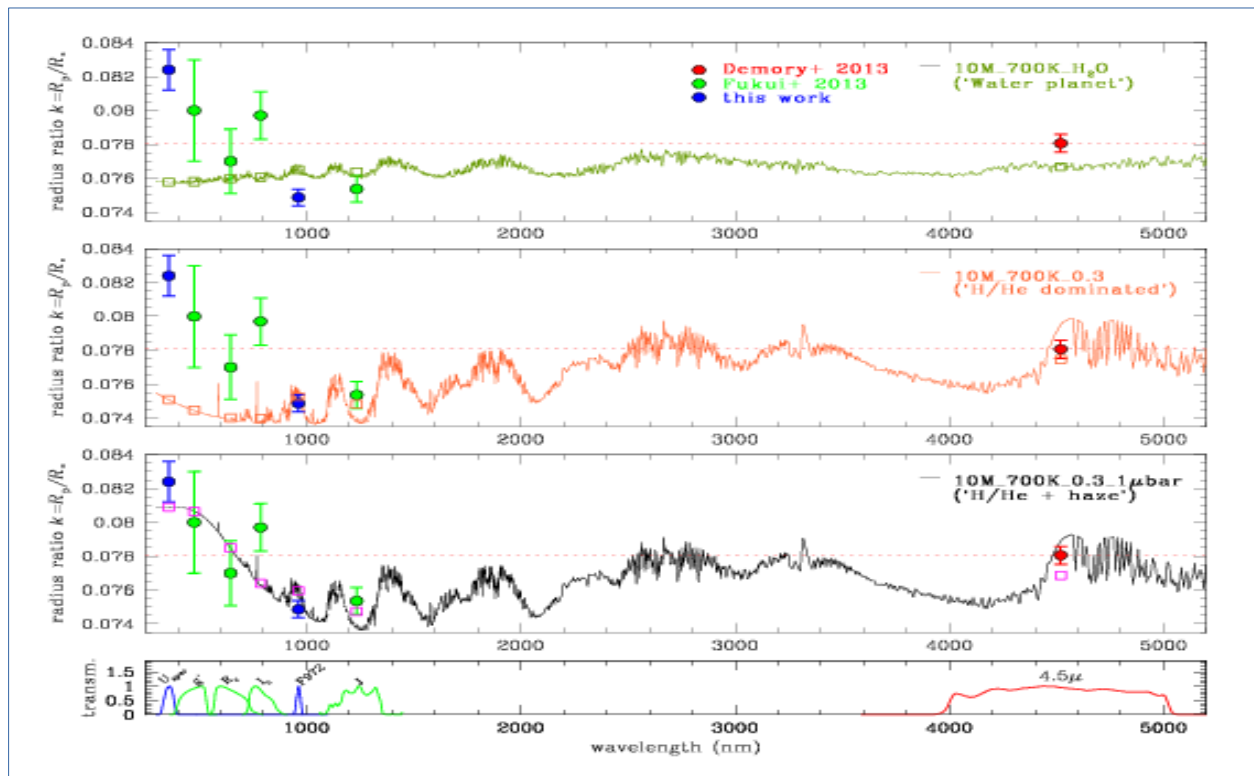 0.084
0.082
0.08
0.078
0.076
0.074
radius ratio k=Rp/R*
Demory+ 2013
Fukui+ 2013
this work
10M_700K_H₂O
('Water planet')
1000
2000
3000
4000
5000
0.084
0.082
0.08
0.078
0.076
0.074
radius ratio k=Rp/R*
10M_700K_0.3
('H/He dominated')
1000
2000
3000
4000
5000
0.084
0.082
0.08
0.078
0.076
0.074
radius ratio k=Rp/R*
10M_700K_0.3_1μbar
('H/He + haze')
1000
2000
3000
4000
5000
transm.
1.5
1
0.5
0
g'
F972
J
4.5μ
1000
2000
3000
4000
5000
wavelength (nm)